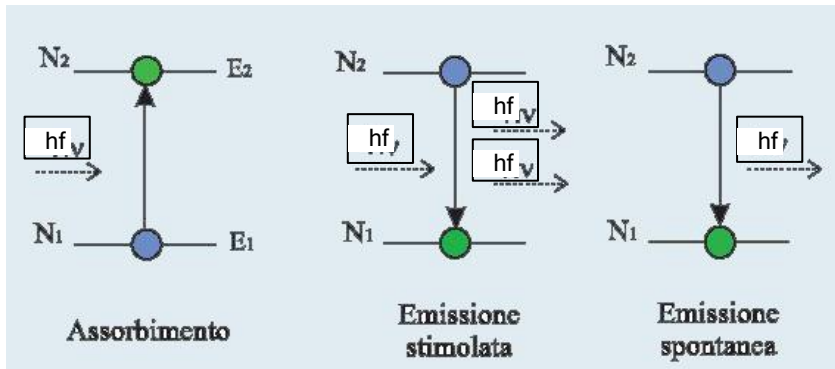 N2 E2
hf
N1 E1
Assorbimento
N2
hf
hf
hf
N1
Emissione
stimolata
N2
hf
N1
Emissione
spontanea